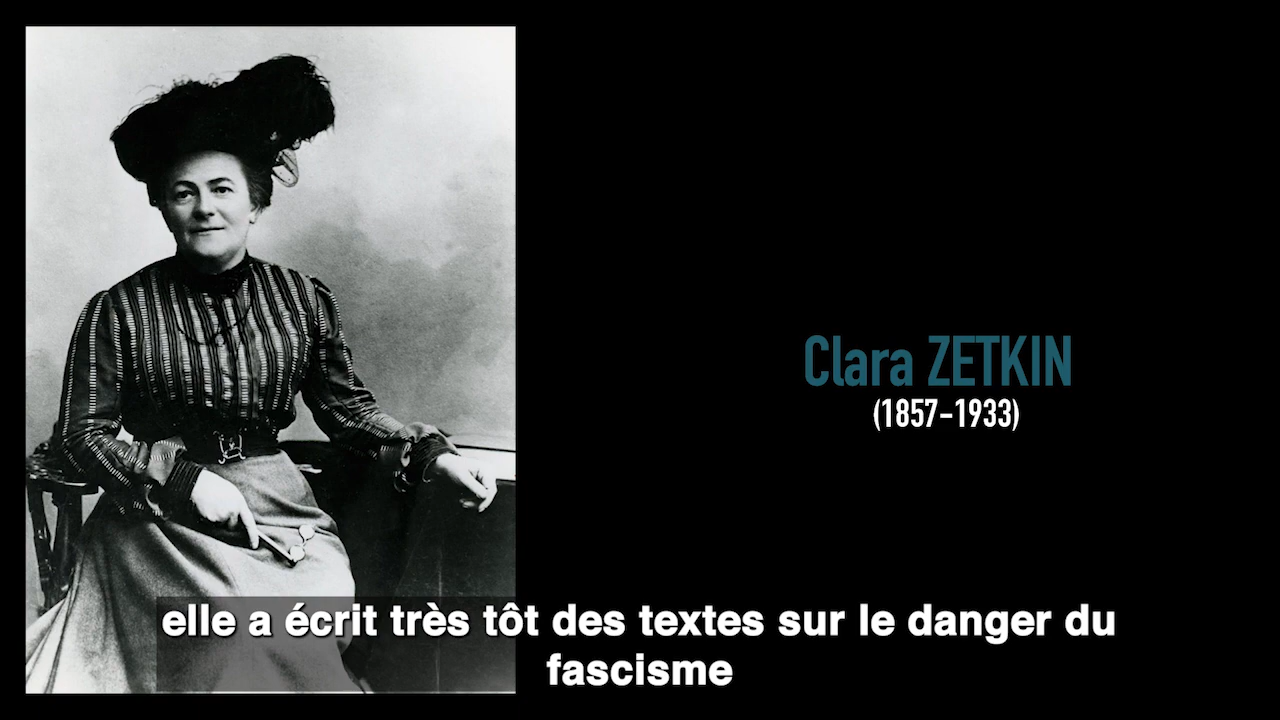 Clara ZETKIN
(1857-1933)
elle a écrit très tôt des textes sur le danger du
fascisme